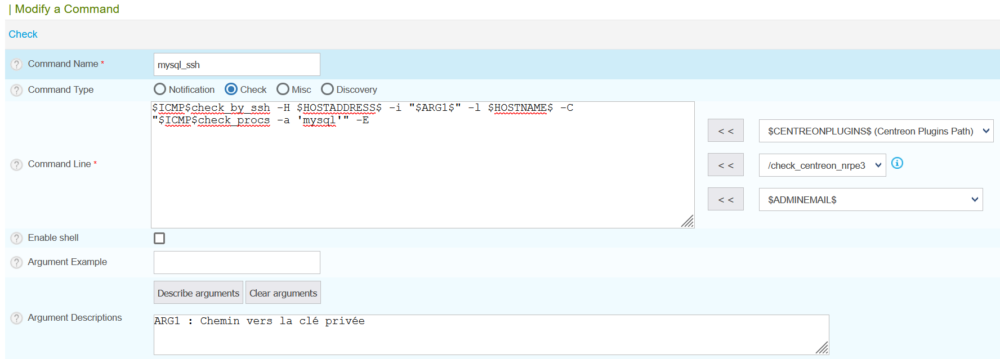 | Modify a Command
Check
? Command Name * mysql_ssh
? Command Type Notification Check Misc Discovery
$ICMP$check_by_ssh -H $HOSTADDRESS$ -i "$ARG1$" -l $HOSTNAME$ -C
"$ICMP$check_procs -a 'mysql'" -E
< < $CENTREONPLUGINS$ (Centreon Plugins Path)
? Command Line *
< < /check_centreon_nrpe3 i
< < $ADMINEMAIL$
? Enable shell
? Argument Example
Describe arguments Clear arguments
? Argument Descriptions
ARG1 : Chemin vers la clé privée